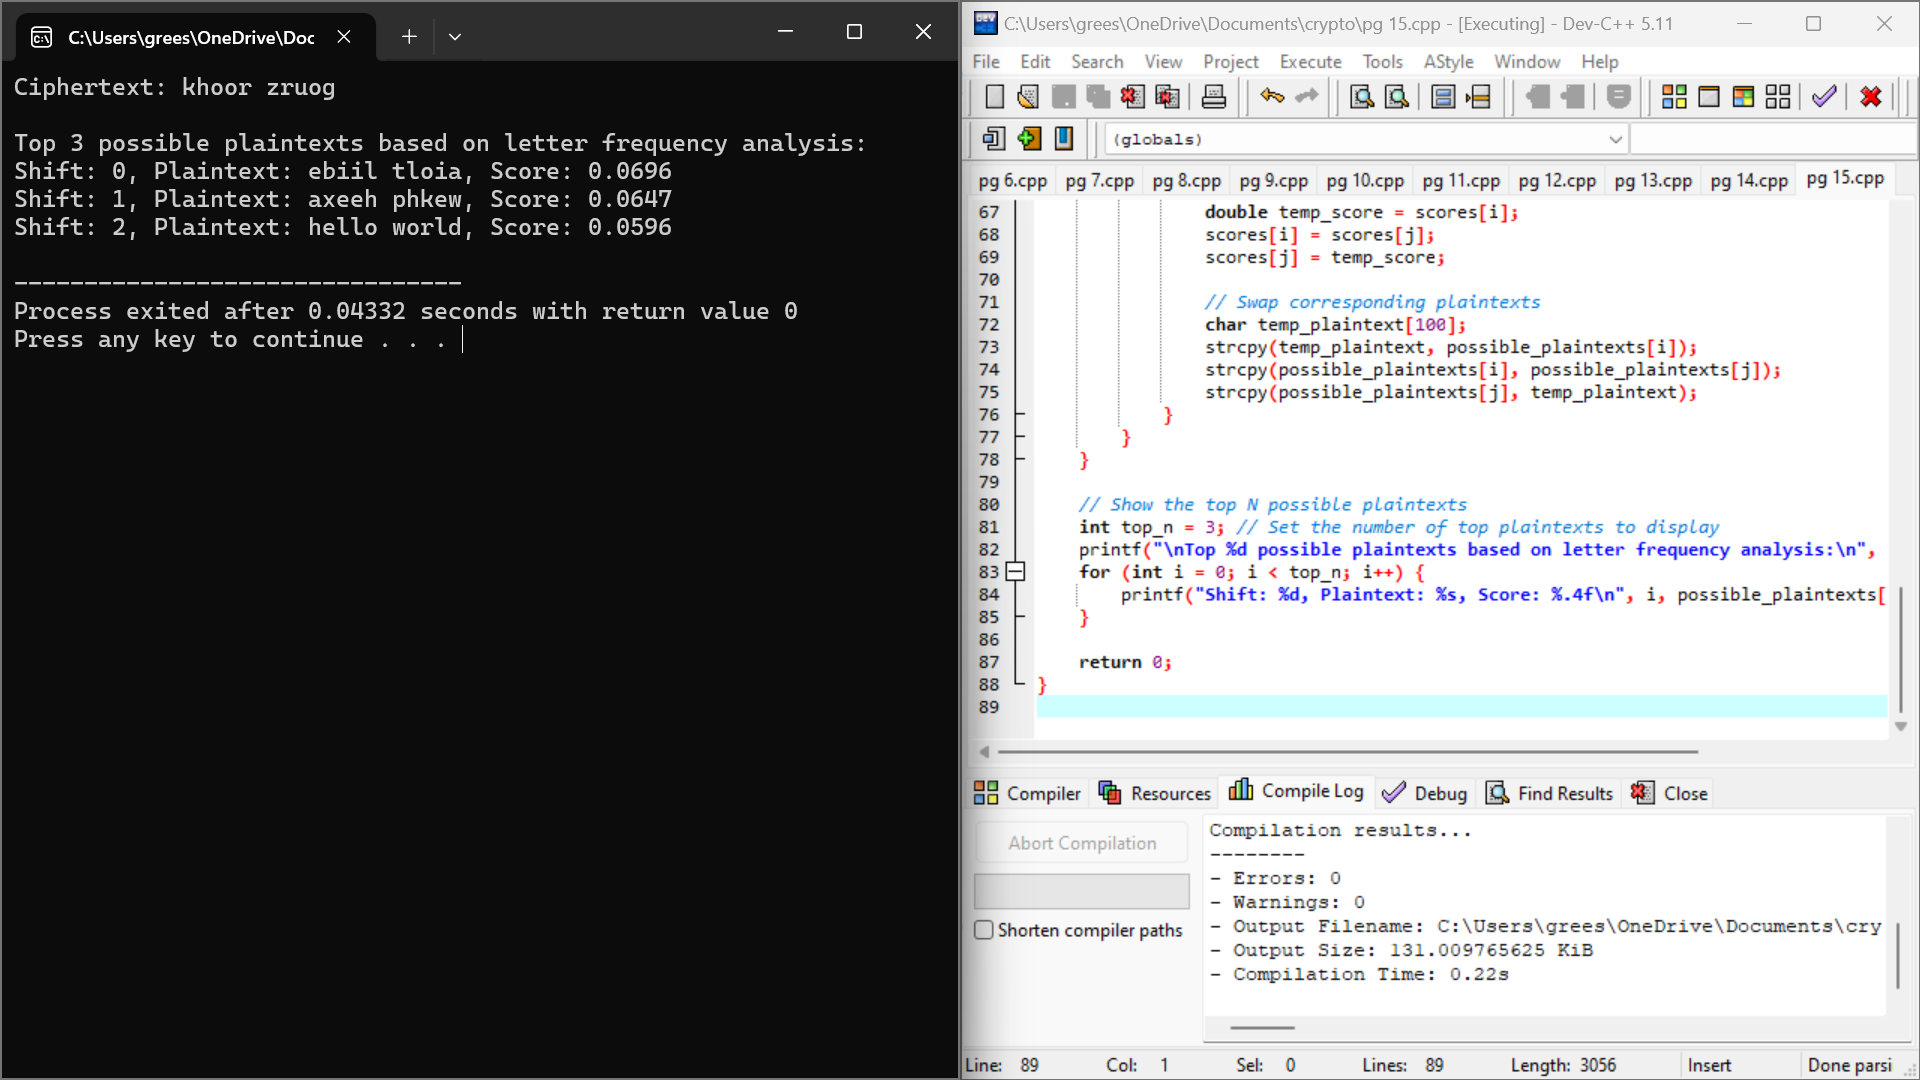 C:\Users\grees\OneDrive\Doc
Ciphertext: khoor zruog
Top 3 possible plaintexts based on letter frequency analysis:
Shift: 0, Plaintext: ebiil tloia, Score: 0.0696
Shift: 1, Plaintext: axeeh phkew, Score: 0.0647
Shift: 2, Plaintext: hello world, Score: 0.0596
--------------------------------
Process exited after 0.04332 seconds with return value 0
Press any key to continue . . .
C:\Users\grees\OneDrive\Documents\crypto\pg 15.cpp - [Executing] - Dev-C++ 5.11
File Edit Search View Project Execute Tools AStyle Window Help
(globals)
pg 6.cpp pg 7.cpp pg 8.cpp pg 9.cpp pg 10.cpp pg 11.cpp pg 12.cpp pg 13.cpp pg 14.cpp pg 15.cpp
67 double temp_score = scores[i];
68 scores[i] = scores[j];
69 scores[j] = temp_score;
70
71 // Swap corresponding plaintexts
72 char temp_plaintext[100];
73 strcpy(temp_plaintext, possible_plaintexts[i]);
74 strcpy(possible_plaintexts[i], possible_plaintexts[j]);
75 strcpy(possible_plaintexts[j], temp_plaintext);
76 }
77 }
78 }
79
80 // Show the top N possible plaintexts
81 int top_n = 3; // Set the number of top plaintexts to display
82 printf("\nTop %d possible plaintexts based on letter frequency analysis:\n",
83 for (int i = 0; i < top_n; i++) {
84 printf("Shift: %d, Plaintext: %s, Score: %.4f\n", i, possible_plaintexts[
85 }
86
87 return 0;
88 }
89
Compiler Resources Compile Log Debug Find Results Close
Abort Compilation
Shorten compiler paths
Compilation results...
--------
- Errors: 0
- Warnings: 0
- Output Filename: C:\Users\grees\OneDrive\Documents\cry
- Output Size: 131.009765625 KiB
- Compilation Time: 0.22s
Line: 89 Col: 1 Sel: 0 Lines: 89 Length: 3056 Insert Done parsi